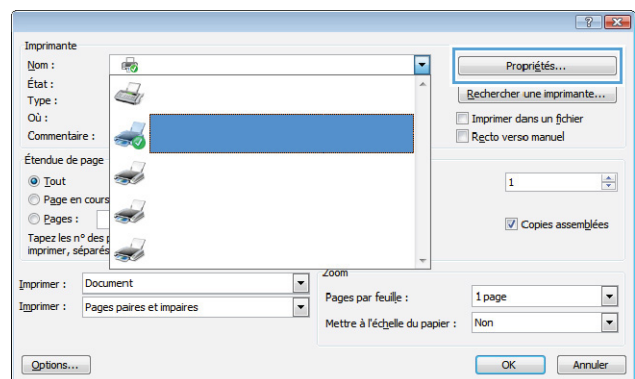 Imprimante
Nom :
Propriétés...
État :
Type :
Rechercher une imprimante...
Où :
Imprimer dans un fichier
Commentaire :
Recto verso manuel
Étendue de page
Tout
1
Page en cours
Pages :
Copies assemblées
Tapez les n° des p
imprimer, séparés
Imprimer : Document
Imprimer : Pages paires et impaires
Zoom
Pages par feuille : 1 page
Mettre à l'échelle du papier : Non
Options...
OK
Annuler